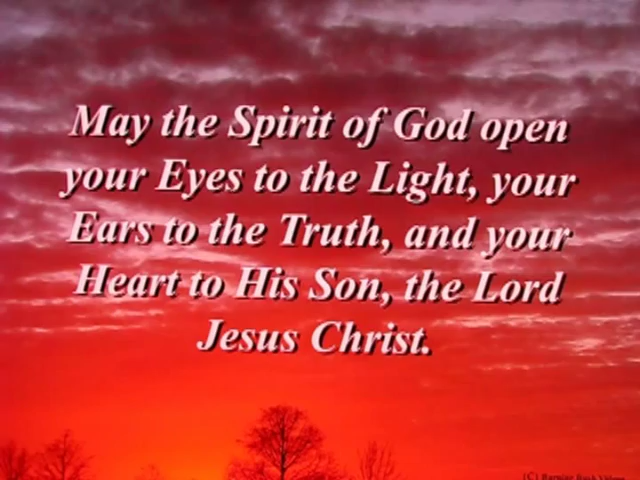 May the Spirit of God open
your Eyes to the Light, your
Ears to the Truth, and your
Heart to His Son, the Lord
Jesus Christ.
(C)